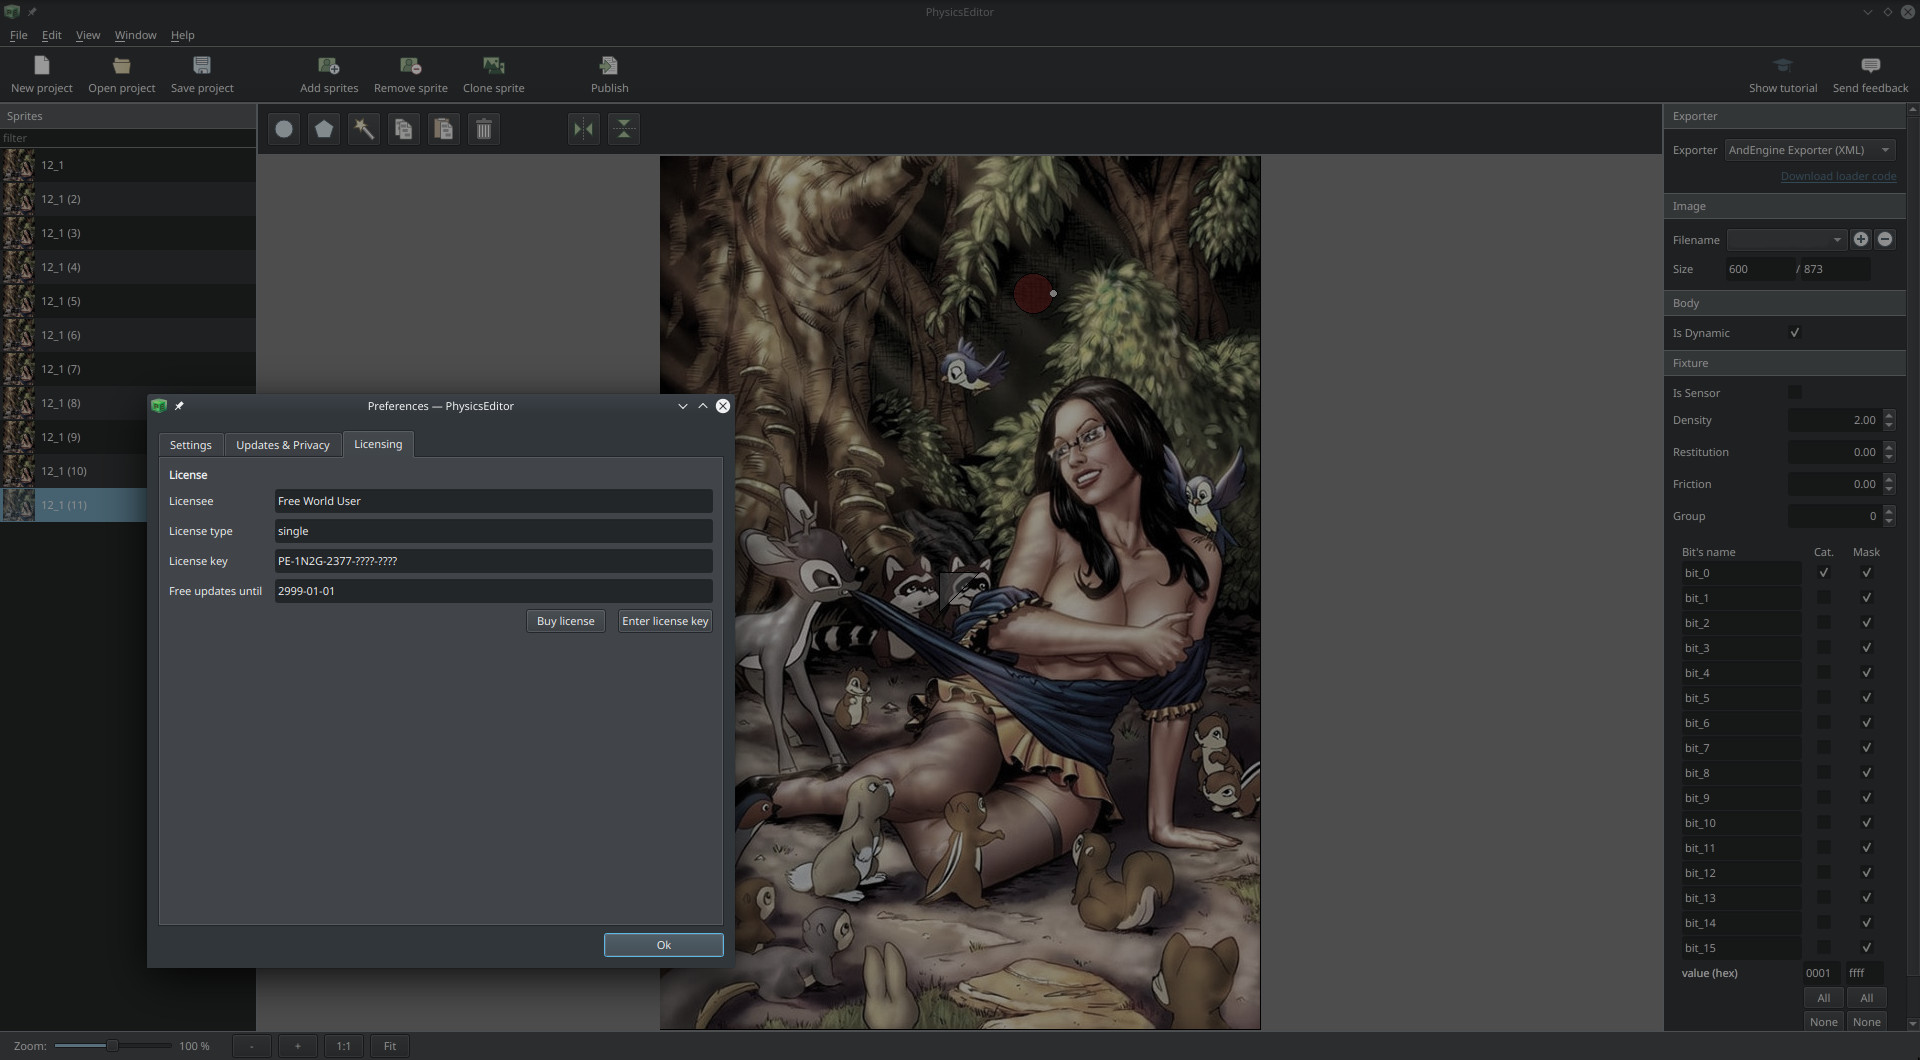 PhysicsEditor
File Edit View Window Help
New project Open project Save project Add sprites Remove sprite Clone sprite Publish Show tutorial Send feedback
Sprites
filter
12_1
12_1 (2)
12_1 (3)
12_1 (4)
12_1 (5)
12_1 (6)
12_1 (7)
12_1 (8)
12_1 (9)
12_1 (10)
12_1 (11)
Preferences — PhysicsEditor
Settings Updates & Privacy Licensing
License
Licensee Free World User
License type single
License key PE-1N2G-2377-????-????
Free updates until 2999-01-01
Buy license Enter license key
Ok
Exporter
Exporter AndEngine Exporter (XML)
Download loader code
Image
Filename
Size 600 / 873
Body
Is Dynamic
Fixture
Is Sensor
Density 2.00
Restitution 0.00
Friction 0.00
Group 0
Bit's name Cat. Mask
bit_0
bit_1
bit_2
bit_3
bit_4
bit_5
bit_6
bit_7
bit_8
bit_9
bit_10
bit_11
bit_12
bit_13
bit_14
bit_15
value (hex) 0001 ffff
All All
None None
Zoom: 100 % - + 1:1 Fit